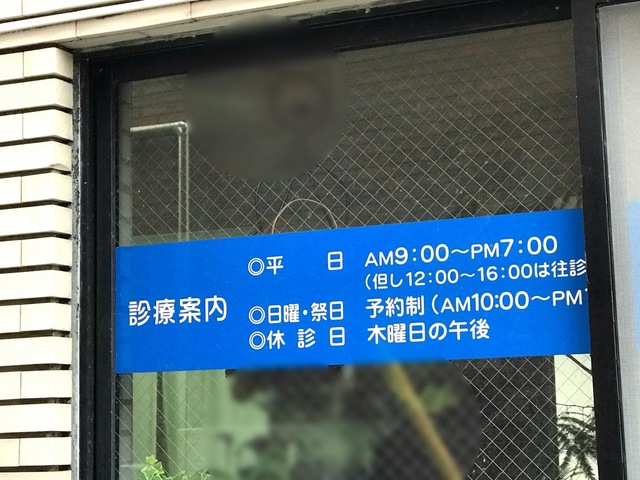 診療案内
◎平 日 AM9:00～PM7:00
(但し12:00～16:00は往診
◎日曜・祭日 予約制(AM10:00～PM
◎休診日 木曜日の午後